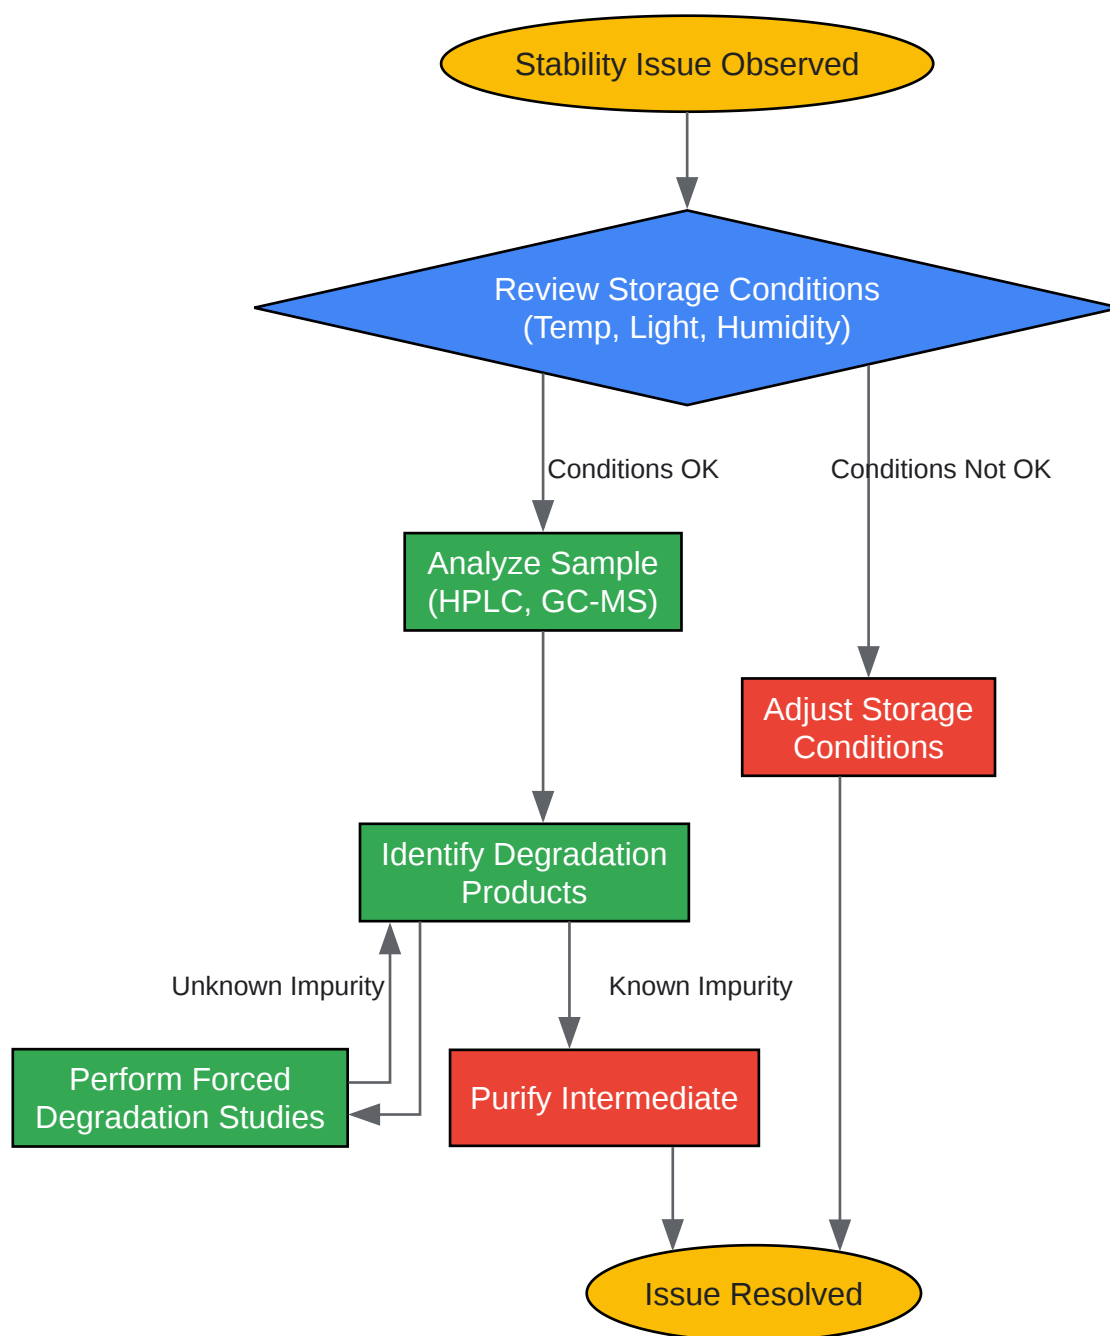 Stability Issue Observed
Review Storage Conditions
(Temp, Light, Humidity)
Conditions OK
Conditions Not OK
Analyze Sample
(HPLC, GC-MS)
Adjust Storage
Conditions
Identify Degradation
Products
Unknown Impurity
Known Impurity
Perform Forced
Degradation Studies
Purify Intermediate
Issue Resolved